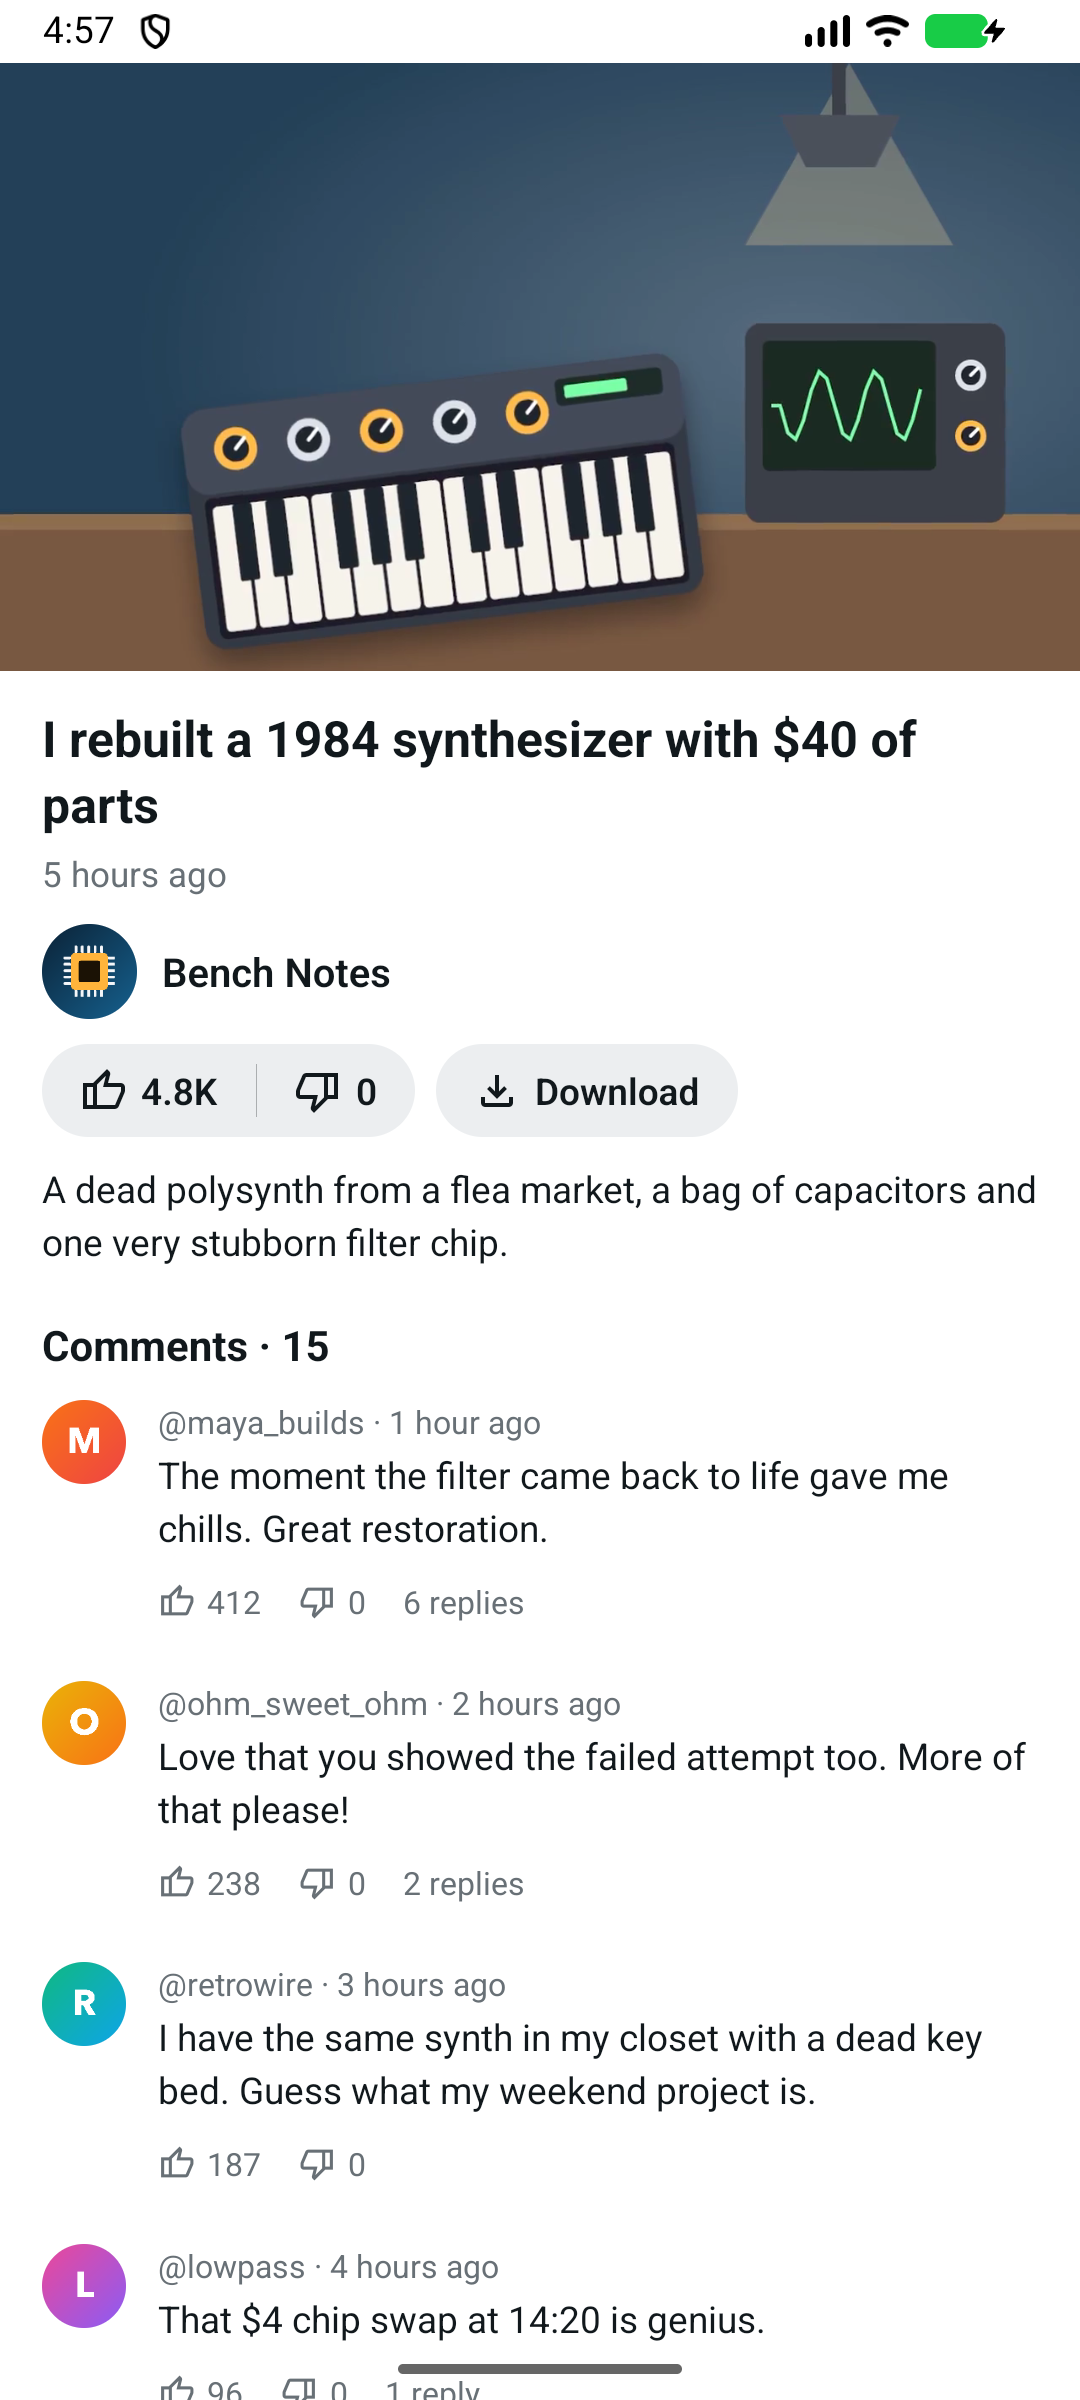 4:57
I rebuilt a 1984 synthesizer with $40 of
parts
5 hours ago
Bench Notes
4.8K
0
Download
A dead polysynth from a flea market, a bag of capacitors and
one very stubborn filter chip.
Comments · 15
M
@maya_builds · 1 hour ago
The moment the filter came back to life gave me
chills. Great restoration.
412
0
6 replies
O
@ohm_sweet_ohm · 2 hours ago
Love that you showed the failed attempt too. More of
that please!
238
0
2 replies
R
@retrowire · 3 hours ago
I have the same synth in my closet with a dead key
bed. Guess what my weekend project is.
187
0
L
@lowpass · 4 hours ago
That $4 chip swap at 14:20 is genius.
96
0
1 reply